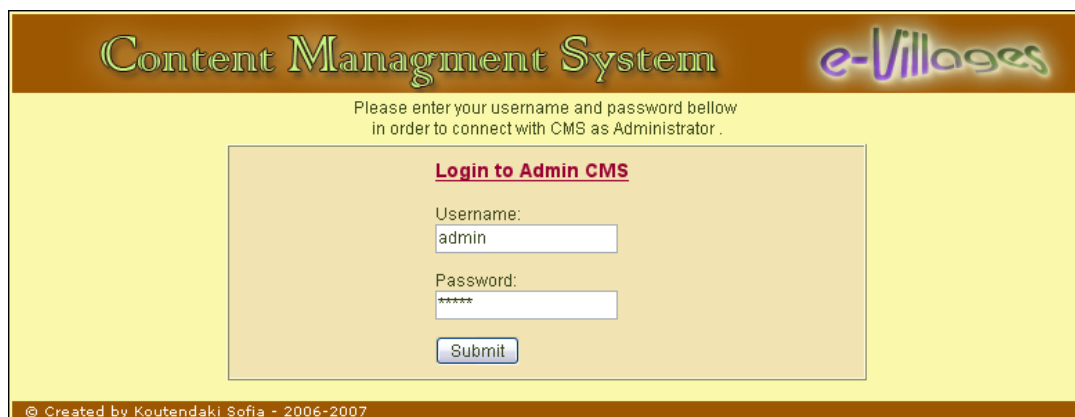 Content Managment System
e-Villages
Please enter your username and password bellow
in order to connect with CMS as Administrator .
Login to Admin CMS
Username:
admin
Password:
*****
Submit
© Created by Koutendaki Sofia - 2006-2007